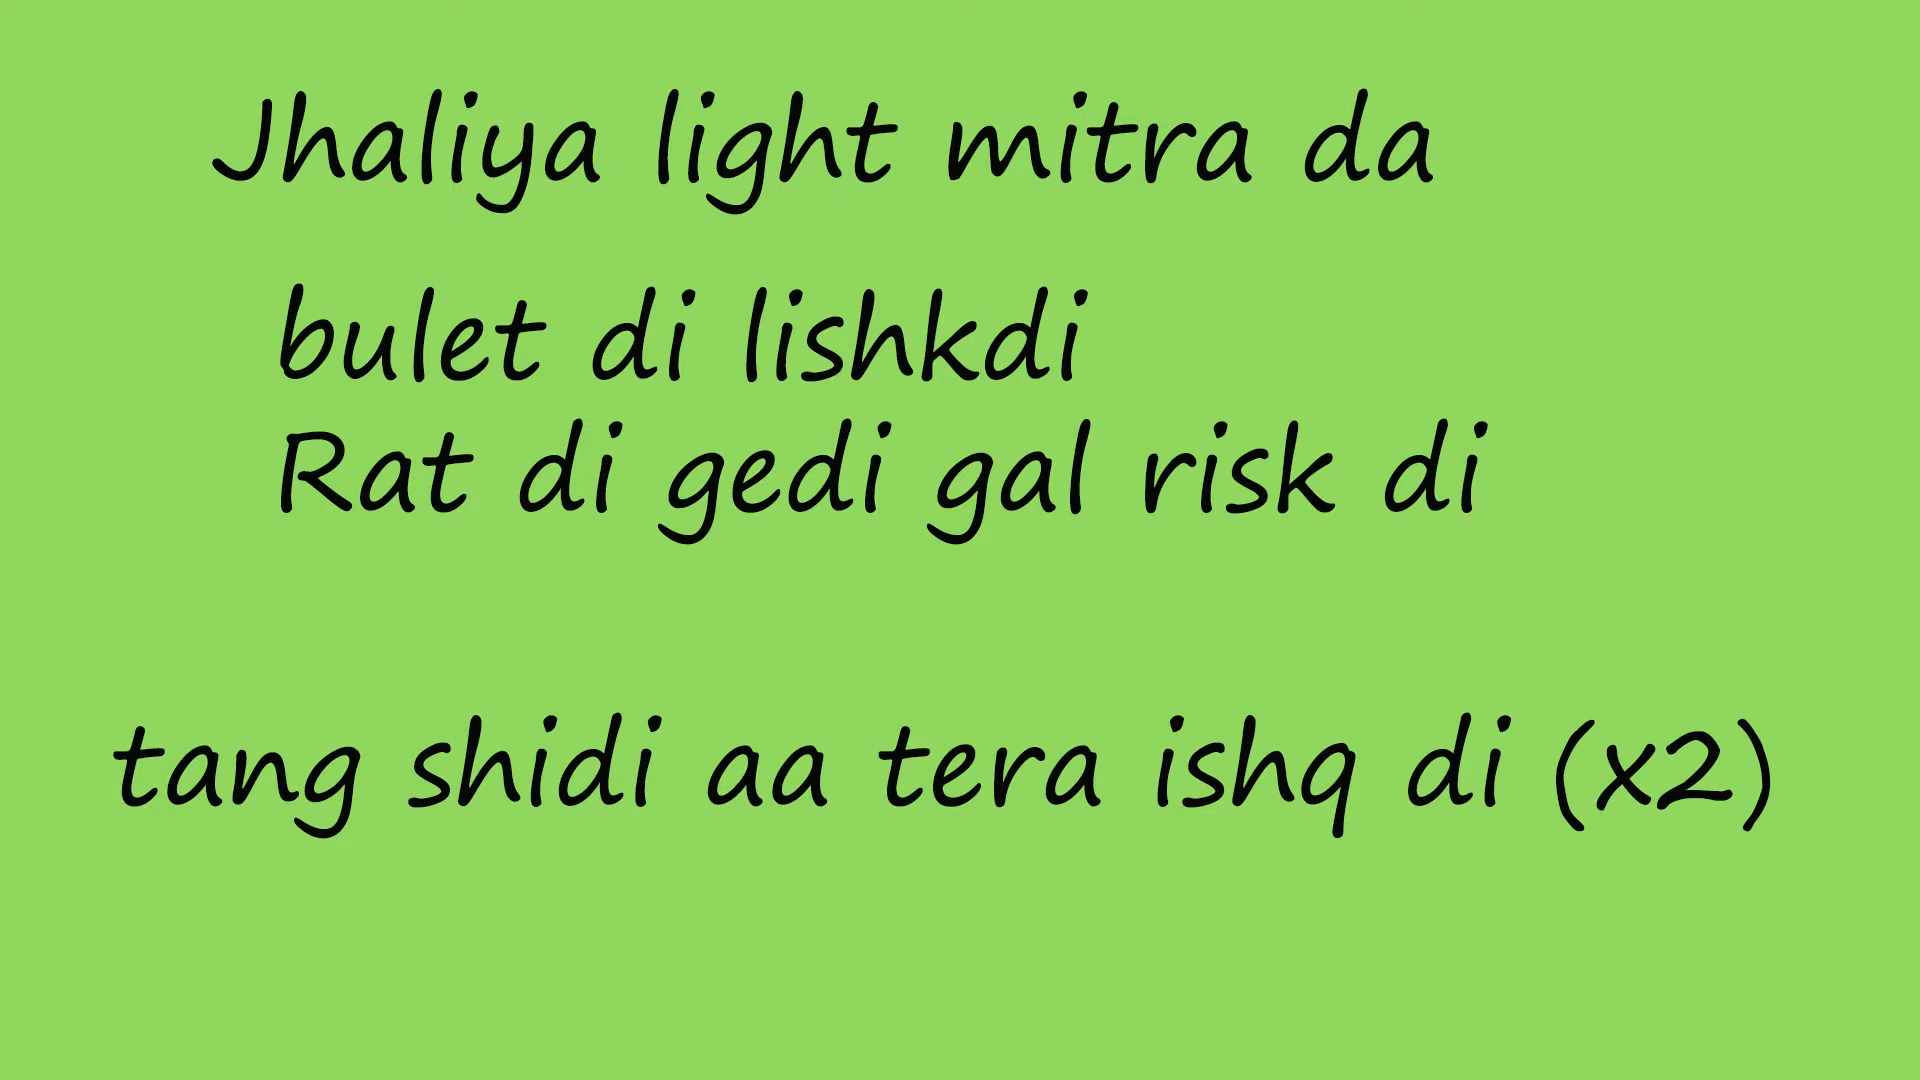 Jhaliya light mitra da
bulet di lishkdi
Rat di gedi gal risk di
tang shidi aa tera ishq di (x2)